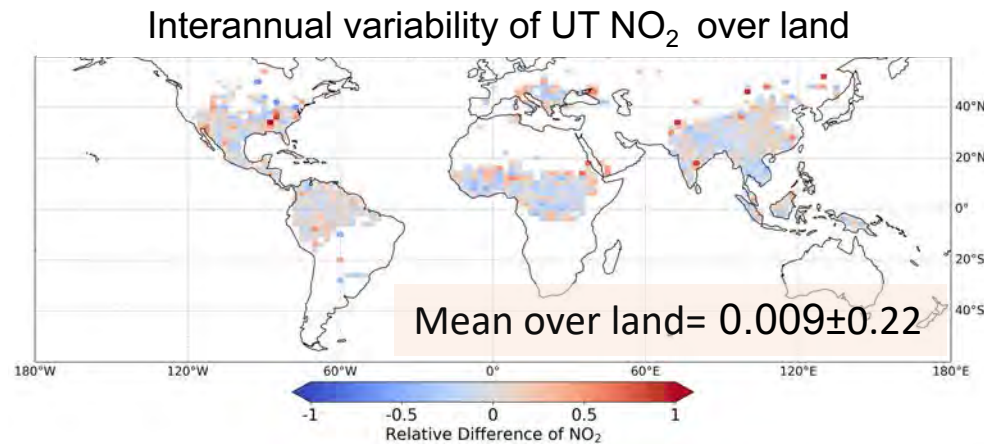 Interannual variability of UT NO₂ over land
40°N
20°N
0°
20°S
40°S
Mean over land= 0.009±0.22
180°W 120°W 60°W 0° 60°E 120°E 180°E
-1 -0.5 0 0.5 1
Relative Difference of NO₂